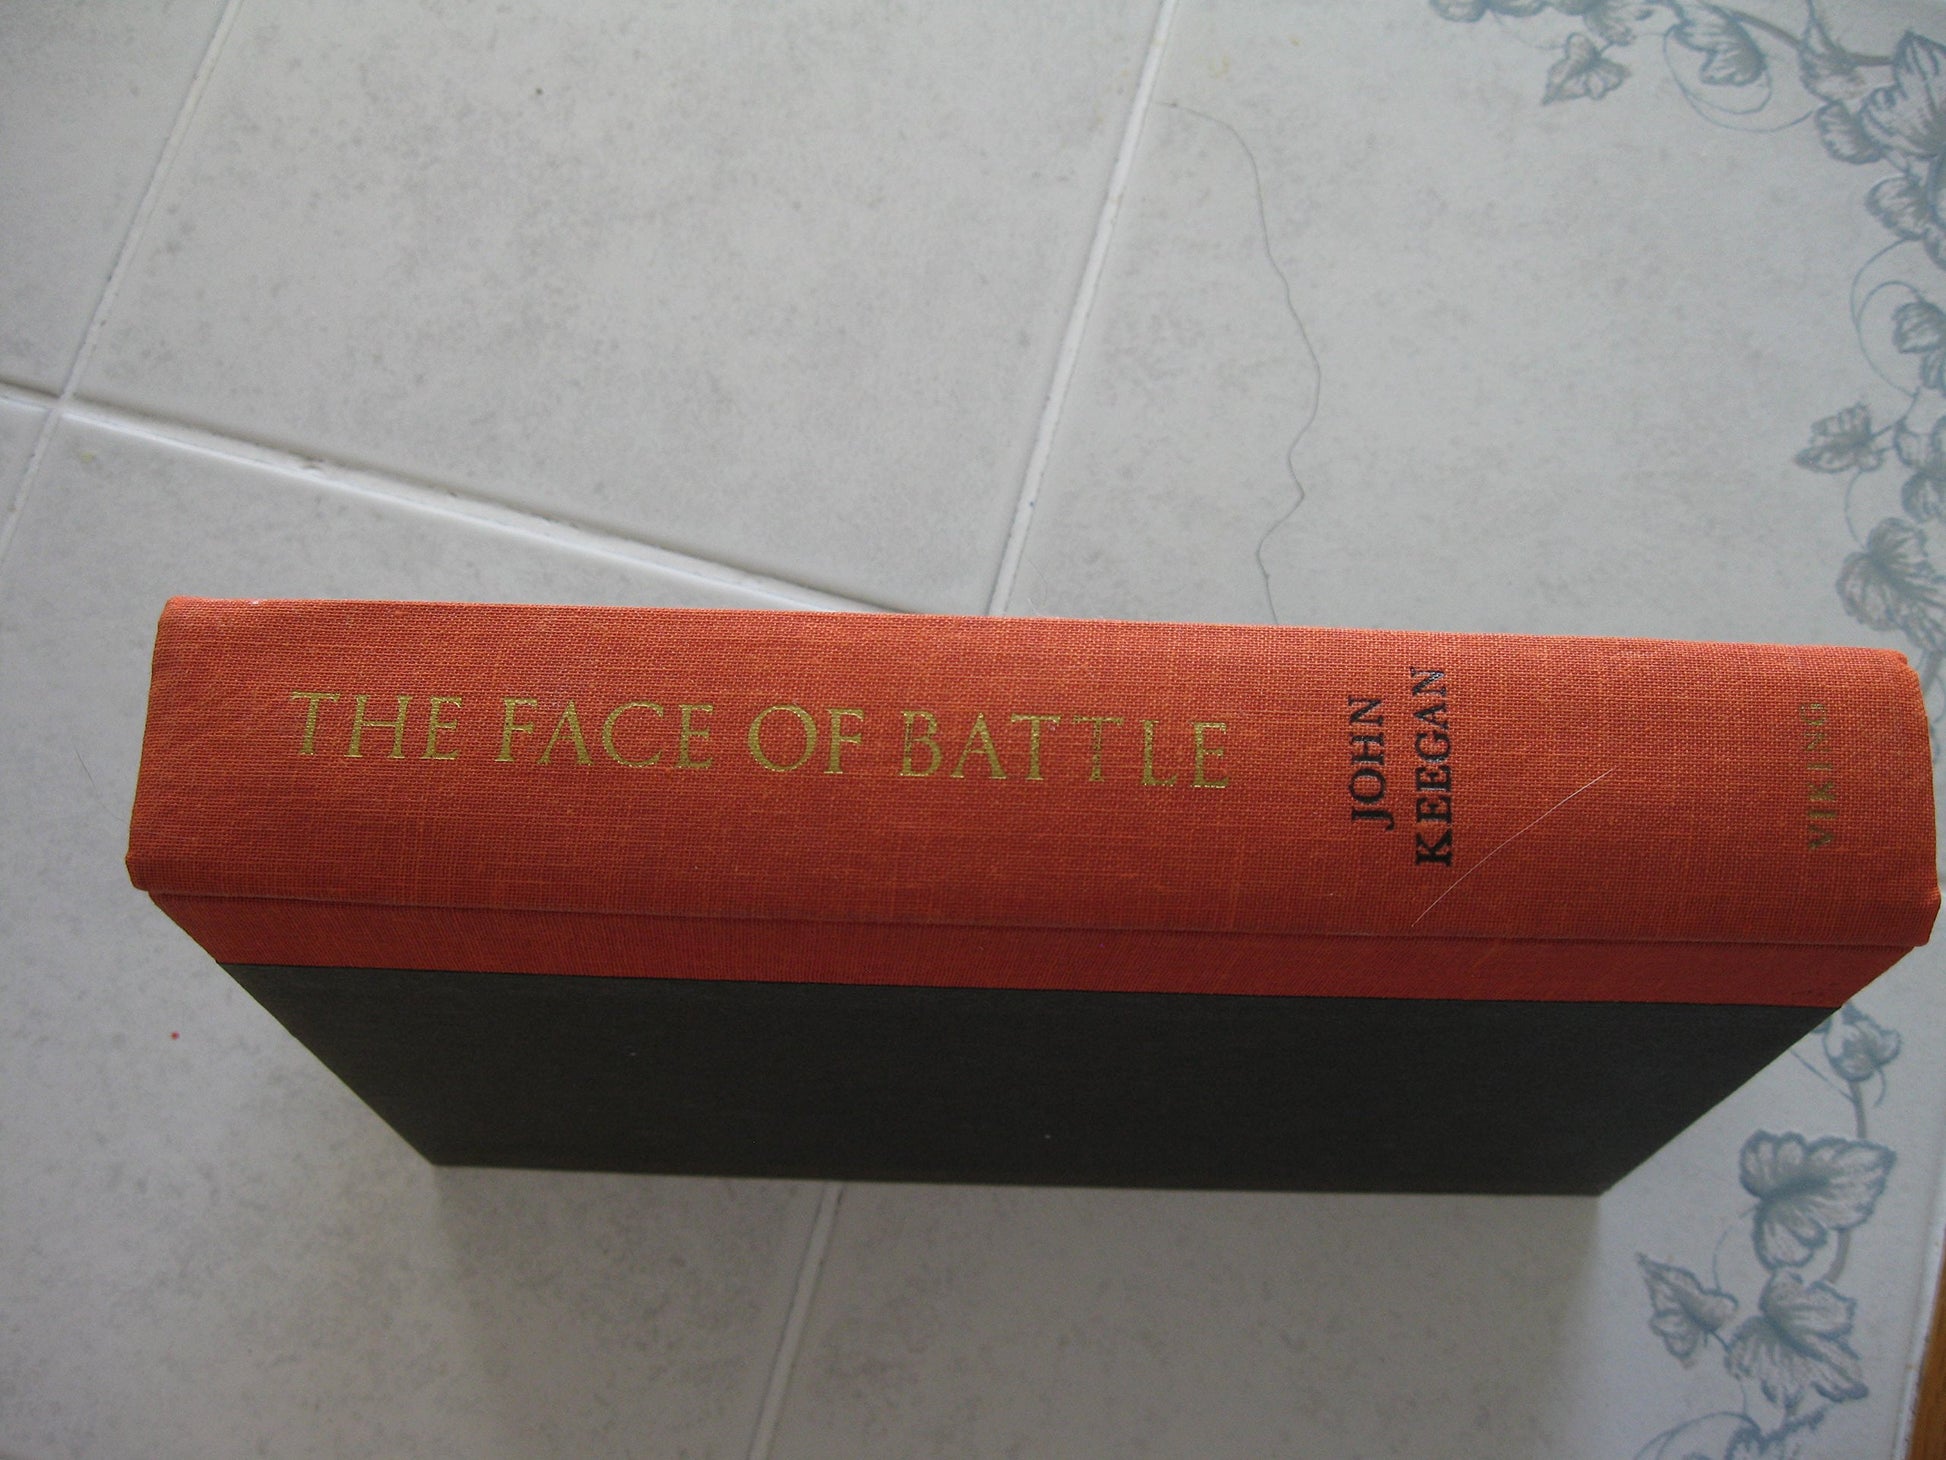 THE FACE OF BATTLE
JOHN
KEEGAN
VIKING